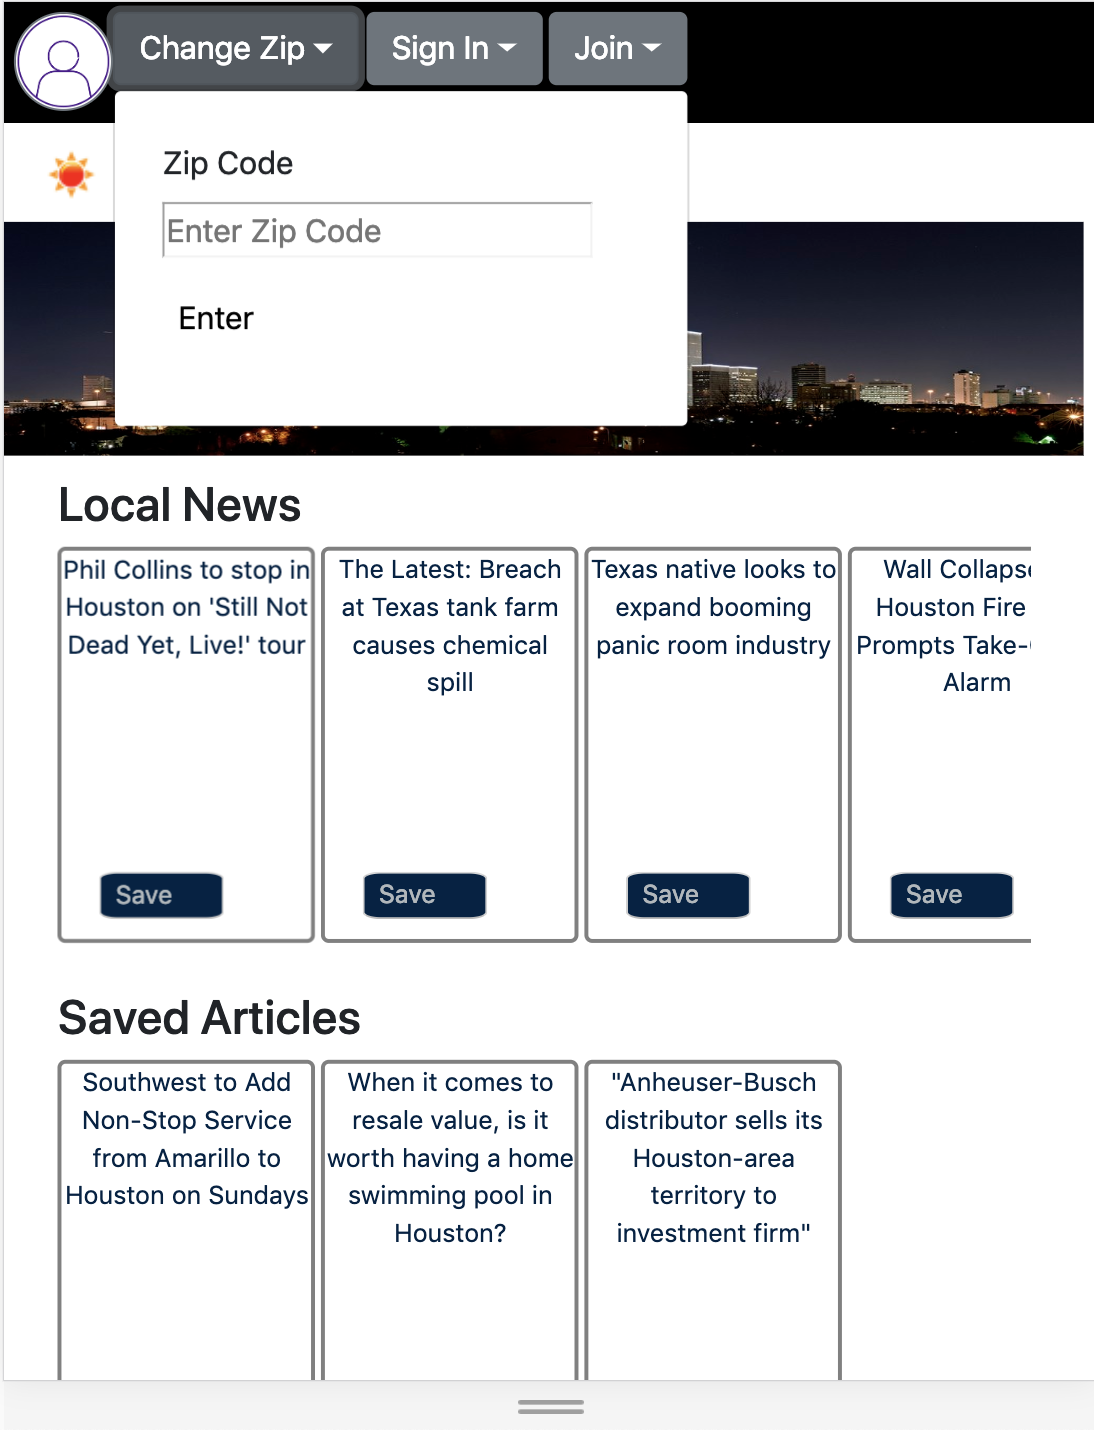 Change Zip
Sign In
Join
Zip Code
Enter Zip Code
Enter
Local News
Phil Collins to stop in
Houston on 'Still Not
Dead Yet, Live!' tour
Save
The Latest: Breach
at Texas tank farm
causes chemical
spill
Save
Texas native looks to
expand booming
panic room industry
Save
Wall Collapse
Houston Fire
Prompts Take-
Alarm
Save
Saved Articles
Southwest to Add
Non-Stop Service
from Amarillo to
Houston on Sundays
When it comes to
resale value, is it
worth having a home
swimming pool in
Houston?
"Anheuser-Busch
distributor sells its
Houston-area
territory to
investment firm"